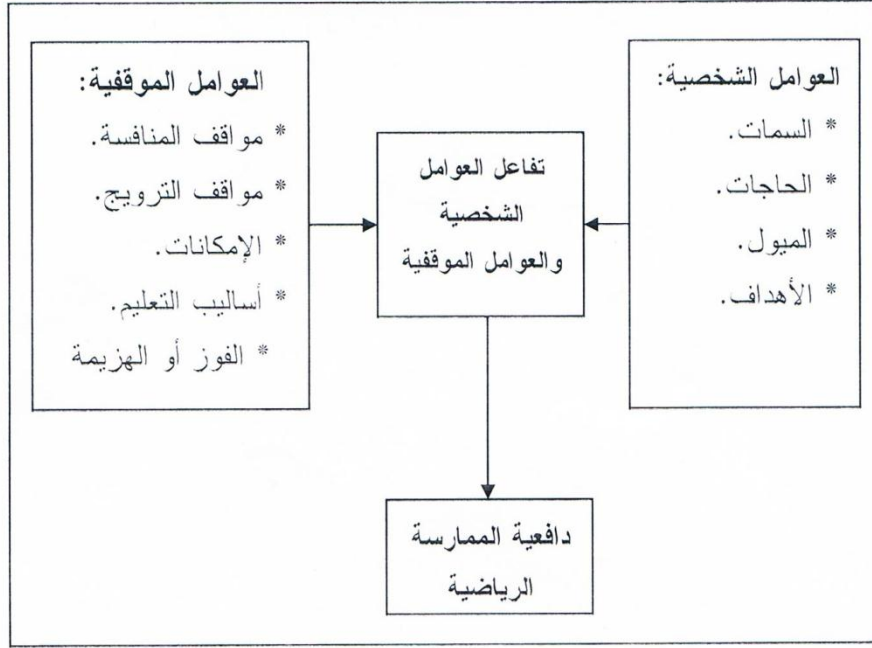 العوامل الشخصية:
* السمات.
* الحاجات.
* الميول.
* الأهداف.
تفاعل العوامل
الشخصية
والعوامل الموقفية
العوامل الموقفية:
* مواقف المنافسة.
* مواقف الترويج.
* الإمكانات.
* أساليب التعليم.
* الفوز أو الهزيمة
دافعية الممارسة
الرياضية